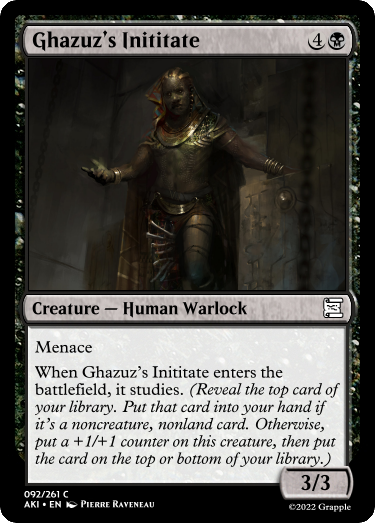 Ghazuz's Inititate 4
Creature — Human Warlock
Menace
When Ghazuz's Inititate enters the
battlefield, it studies. (Reveal the top card of
your library. Put that card into your hand if
it's a noncreature, nonland card. Otherwise,
put a +1/+1 counter on this creature, then put
the card on the top or bottom of your library.)
3/3
092/261 C
AKI • EN Pierre Raveneau
©2022 Grapple